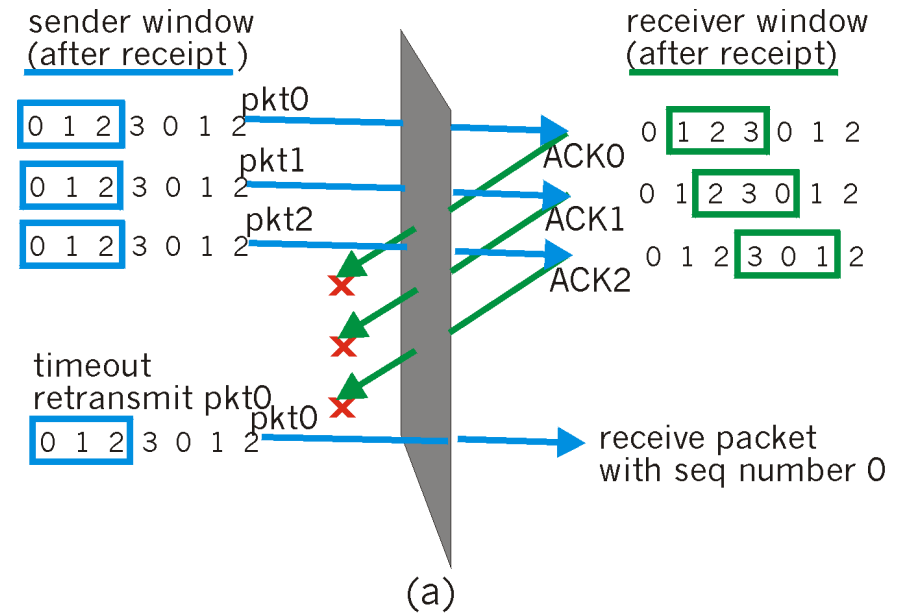 sender window
(after receipt )
receiver window
(after receipt)
0 1 2 3 0 1 2
pkt0
ACK0
0 1 2 3 0 1 2
0 1 2 3 0 1 2
pkt1
ACK1
0 1 2 3 0 1 2
0 1 2 3 0 1 2
pkt2
ACK2
0 1 2 3 0 1 2
timeout
retransmit pkt0
0 1 2 3 0 1 2
pkt0
receive packet
with seq number 0
(a)